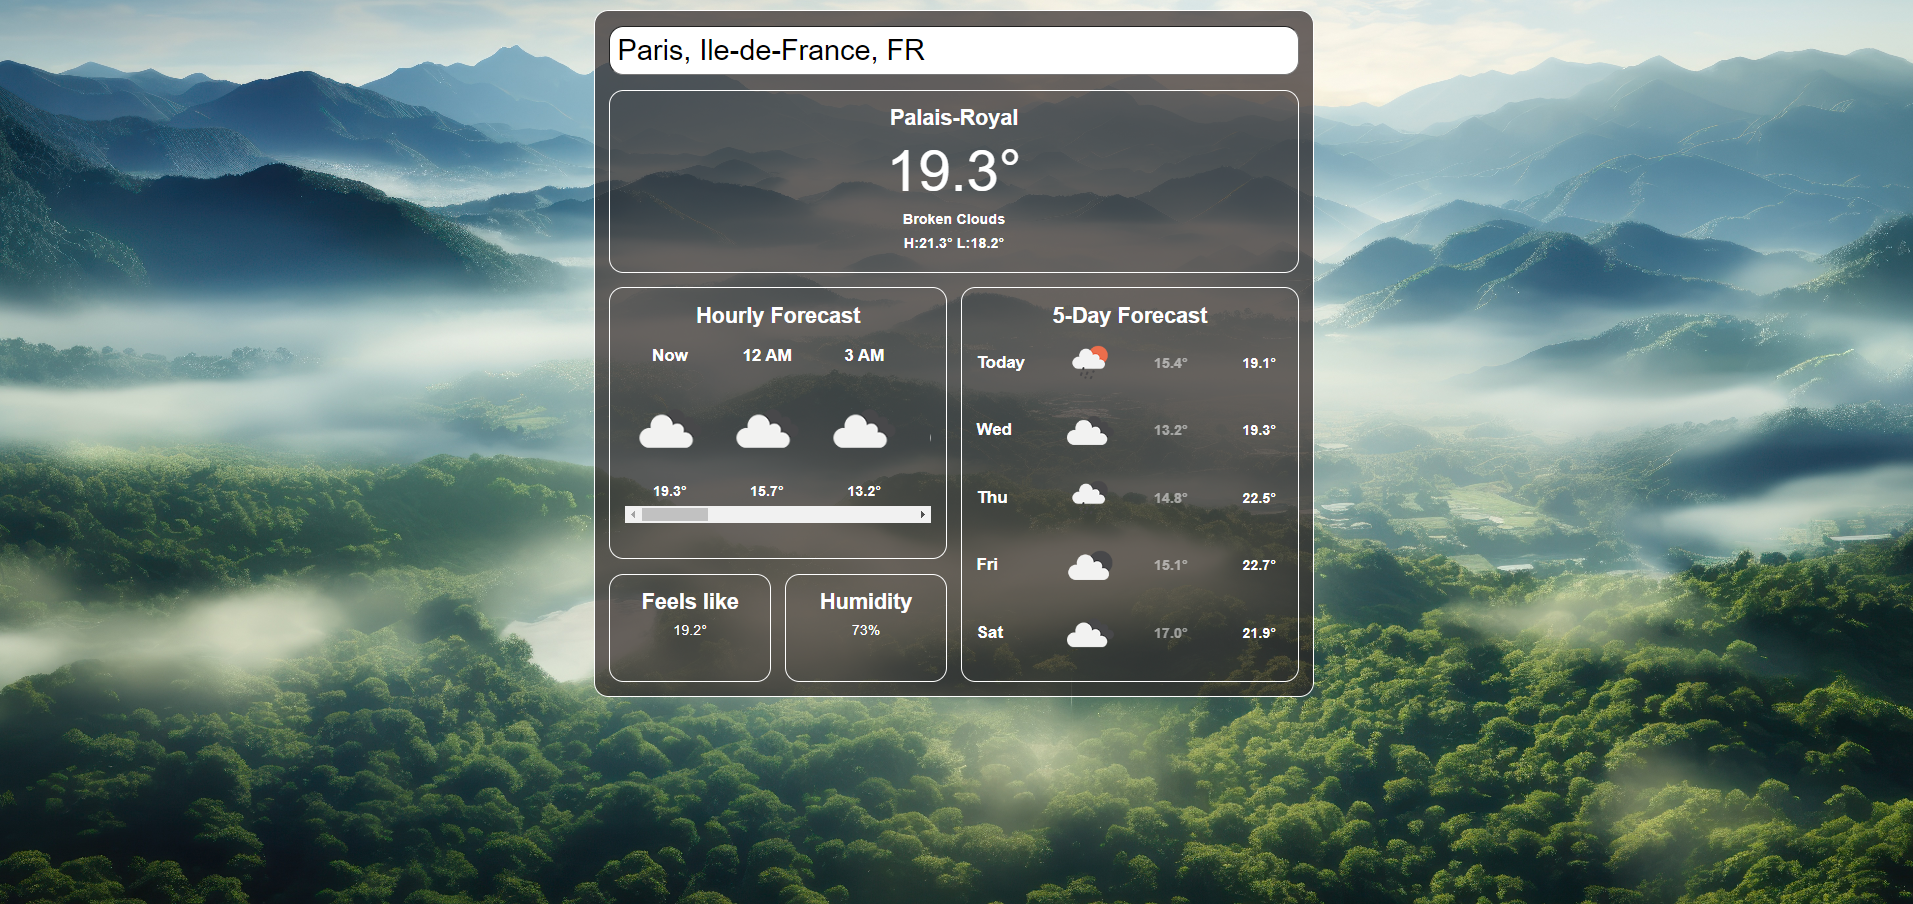 Paris, Ile-de-France, FR
Palais-Royal
19.3°
Broken Clouds
H:21.3° L:18.2°
Hourly Forecast
Now 12 AM 3 AM
19.3° 15.7° 13.2°
Feels like
19.2°
Humidity
73%
5-Day Forecast
Today 15.4° 19.1°
Wed 13.2° 19.3°
Thu 14.8° 22.5°
Fri 15.1° 22.7°
Sat 17.0° 21.9°